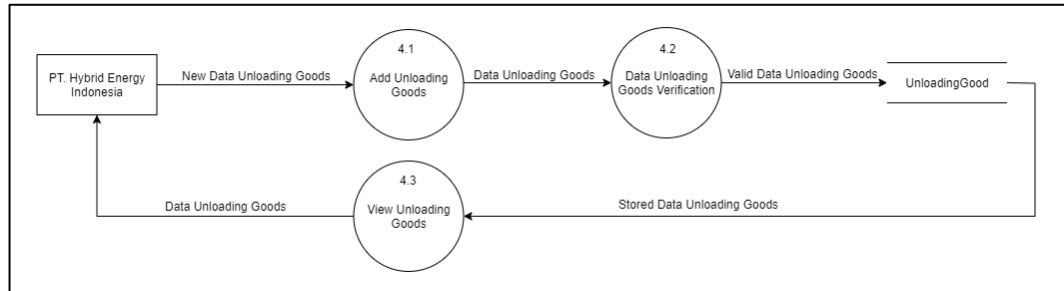 PT. Hybrid Energy
Indonesia
New Data Unloading Goods
4.1
Add Unloading
Goods
Data Unloading Goods
4.2
Data Unloading
Goods Verification
Valid Data Unloading Goods
UnloadingGood
4.3
View Unloading
Goods
Data Unloading Goods
Stored Data Unloading Goods